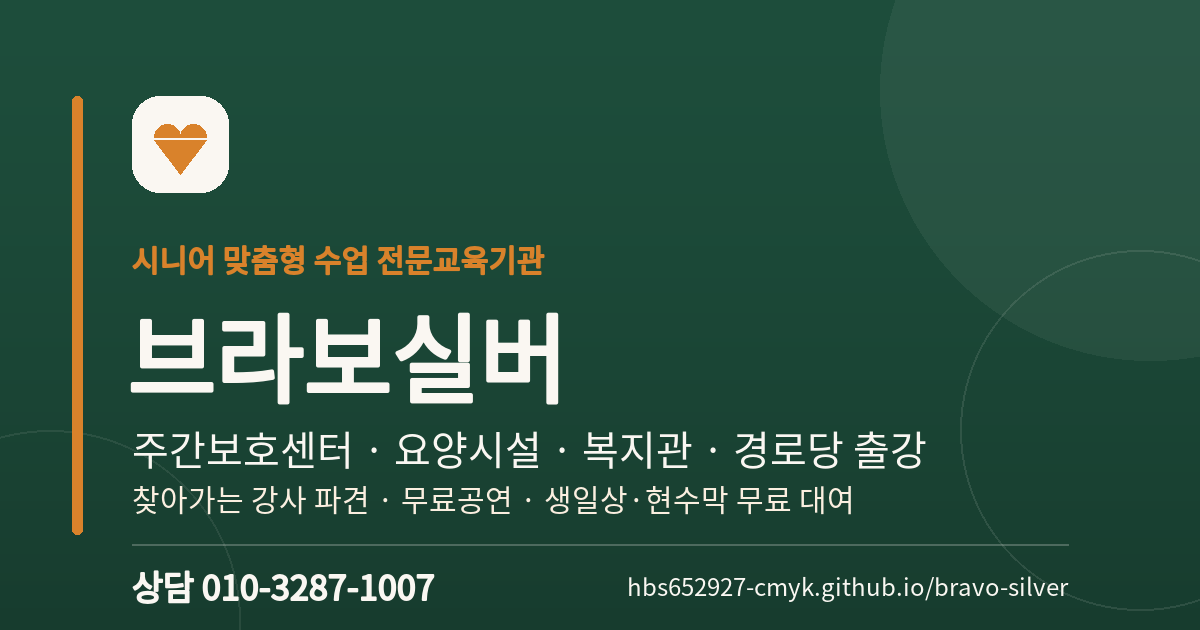 시니어 맞춤형 수업 전문교육기관
브라보실버
주간보호센터 · 요양시설 · 복지관 · 경로당 출강
찾아가는 강사 파견 · 무료공연 · 생일상·현수막 무료 대여
상담 010-3287-1007
hbs652927-cmyk.github.io/bravo-silver